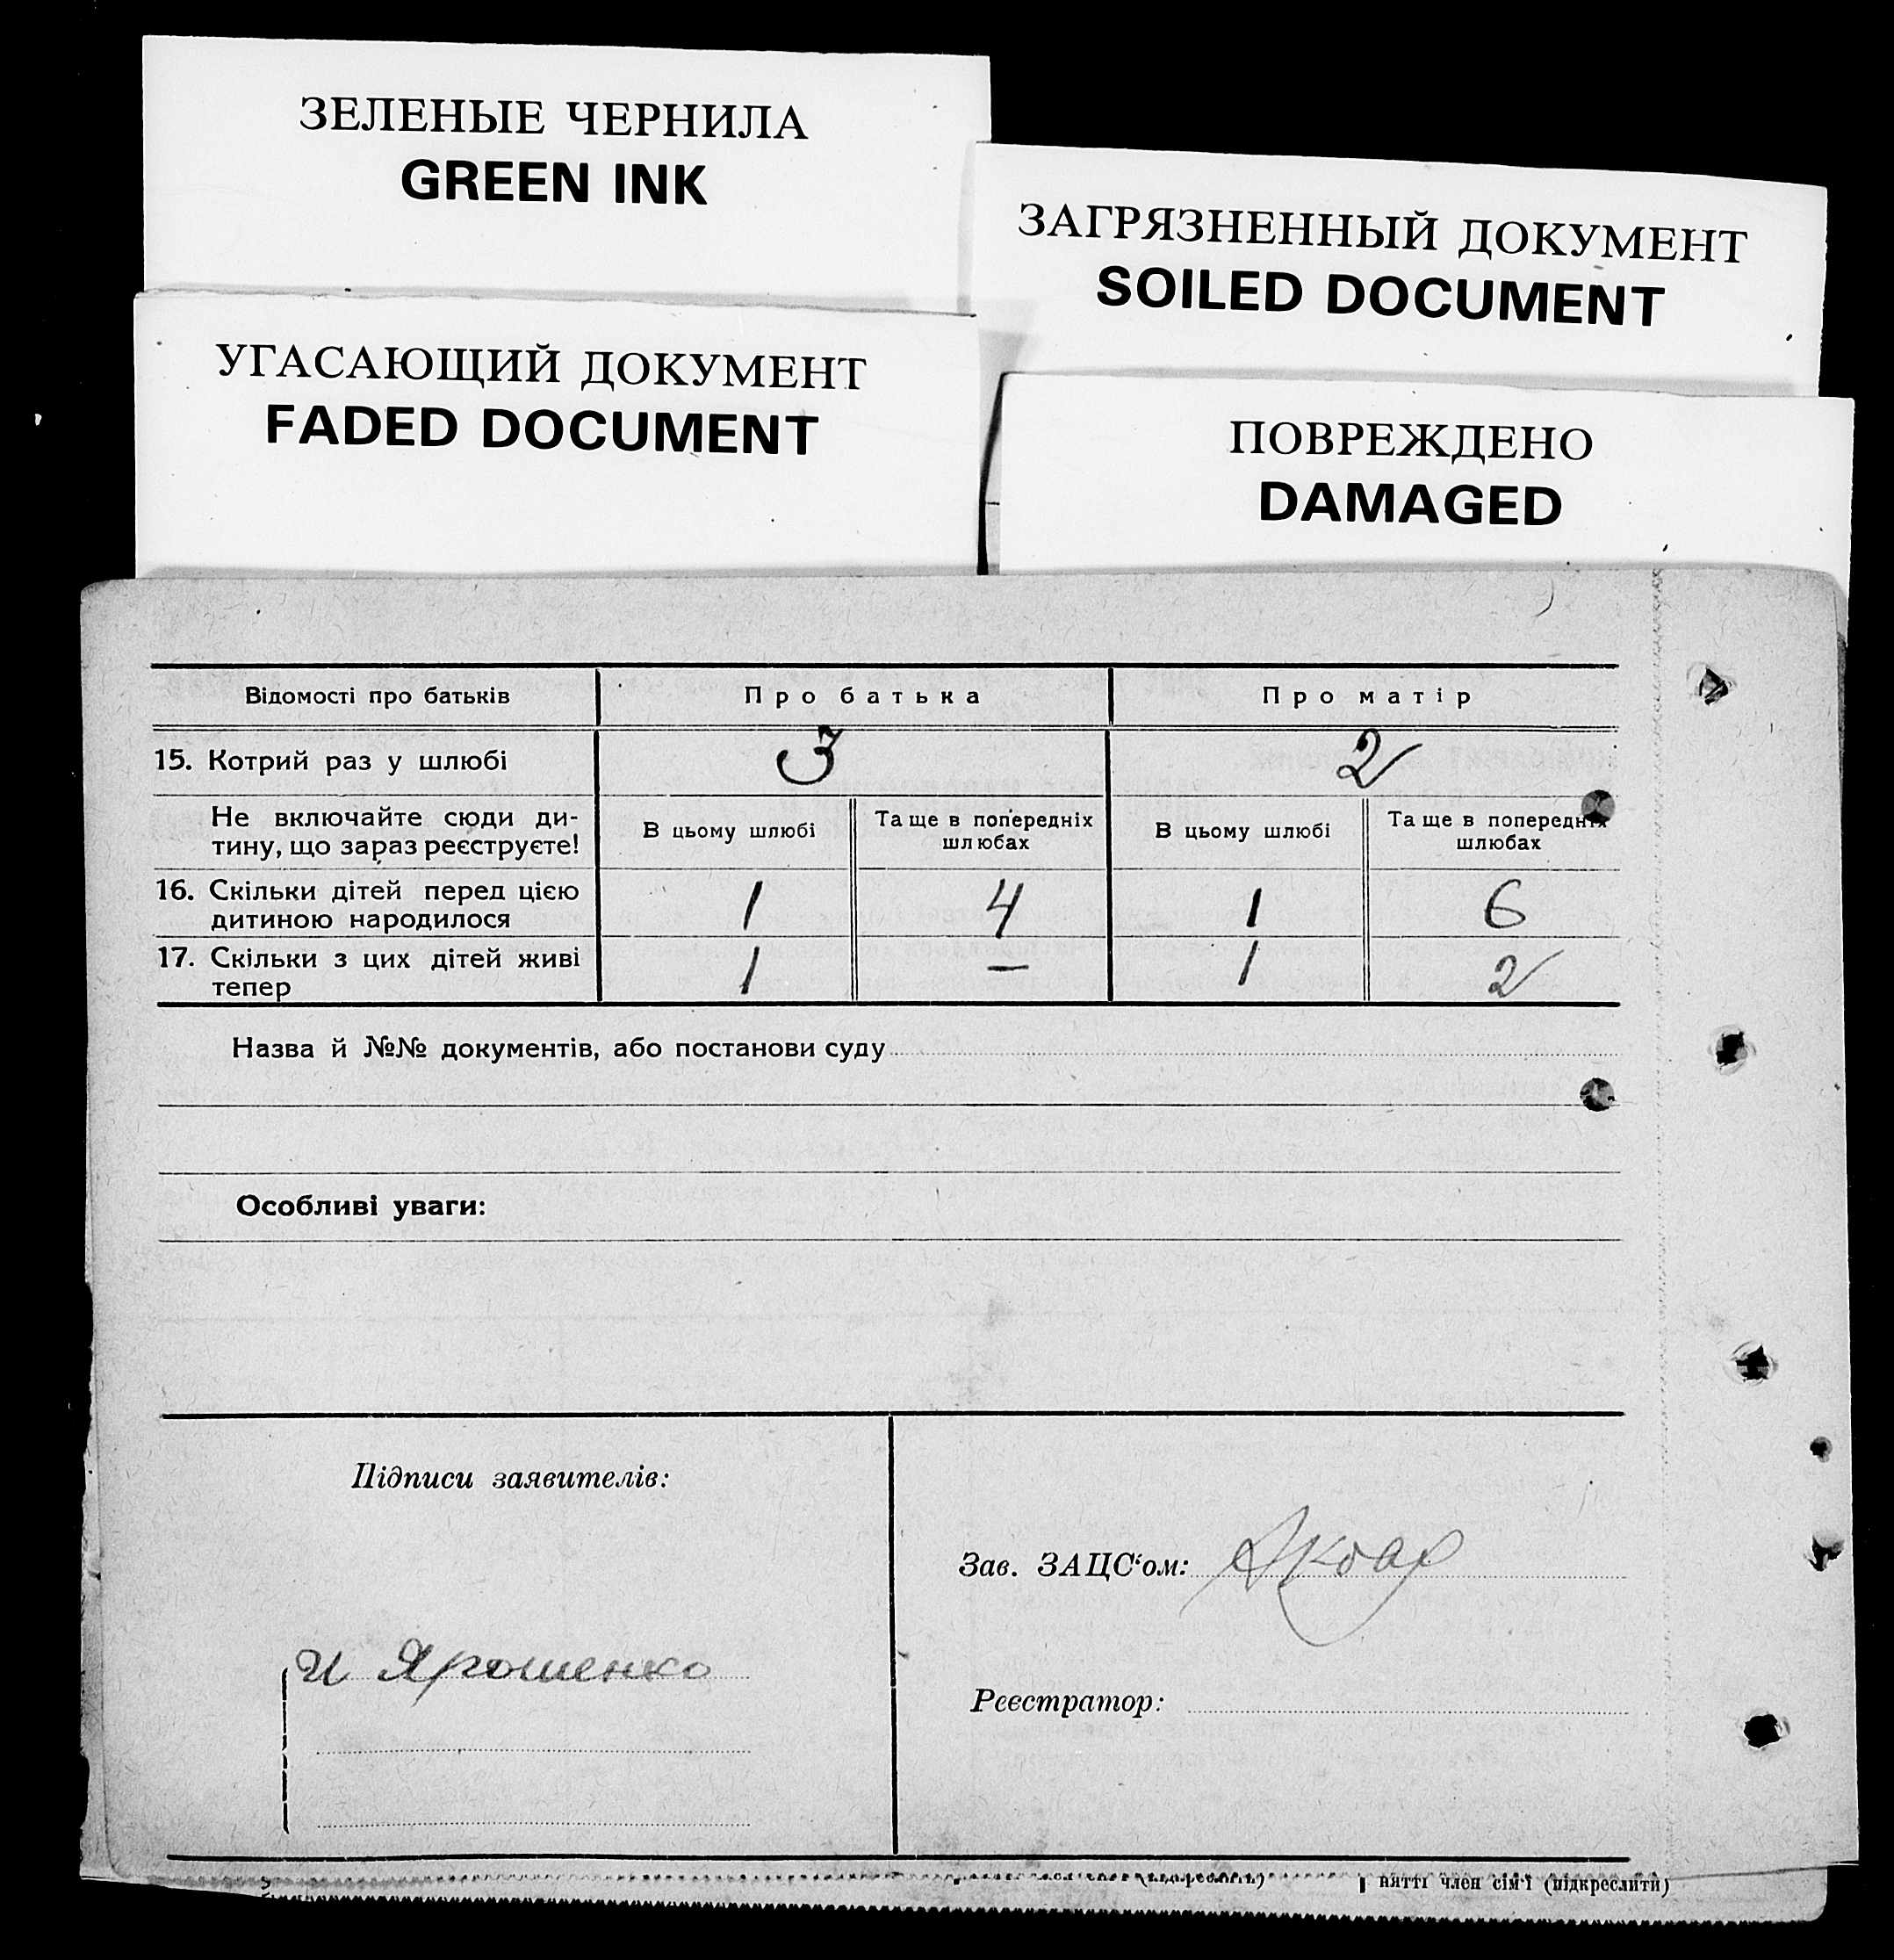 ЗЕЛЕНЫЕ ЧЕРНИЛА
GREEN INK
ЗАГРЯЗНЕННЫЙ ДОКУМЕНТ
SOILED DOCUMENT
УГАСАЮЩИЙ ДОКУМЕНТ
FADED DOCUMENT
ПОВРЕЖДЕНО
DAMAGED
Відомості про батьків Про батька Про матір
15. Котрий раз у шлюбі 3 2
Не включайте сюди ди-
тину, що зараз реєструєте!
В цьому шлюбі
Та ще в попередніх
шлюбах
В цьому шлюбі
Та ще в попередніх
шлюбах
16. Скільки дітей перед цією
дитиною народилося 1 4 1 6
17. Скільки з цих дітей живі
тепер 1 — 1 2
Назва й №№ документів, або постанови суду
Особливі уваги:
Підписи заявителів:
Зав. ЗАЦС‘ом:
И Ярошенко
Реєстратор:
член сім'ї (підкреслити)